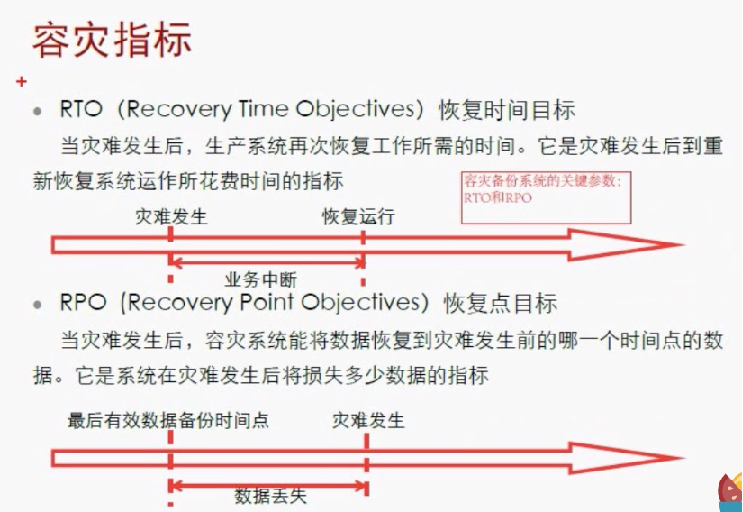 容灾指标
• RTO（Recovery Time Objectives）恢复时间目标
当灾难发生后，生产系统再次恢复工作所需的时间。它是灾难发生后到重
新恢复系统运作所花费时间的指标
容灾备份系统的关键参数：
RTO和RPO
灾难发生 恢复运行
业务中断
• RPO（Recovery Point Objectives）恢复点目标
当灾难发生后，容灾系统能将数据恢复到灾难发生前的哪一个时间点的数
据。它是系统在灾难发生后将损失多少数据的指标
最后有效数据备份时间点 灾难发生
数据丢失